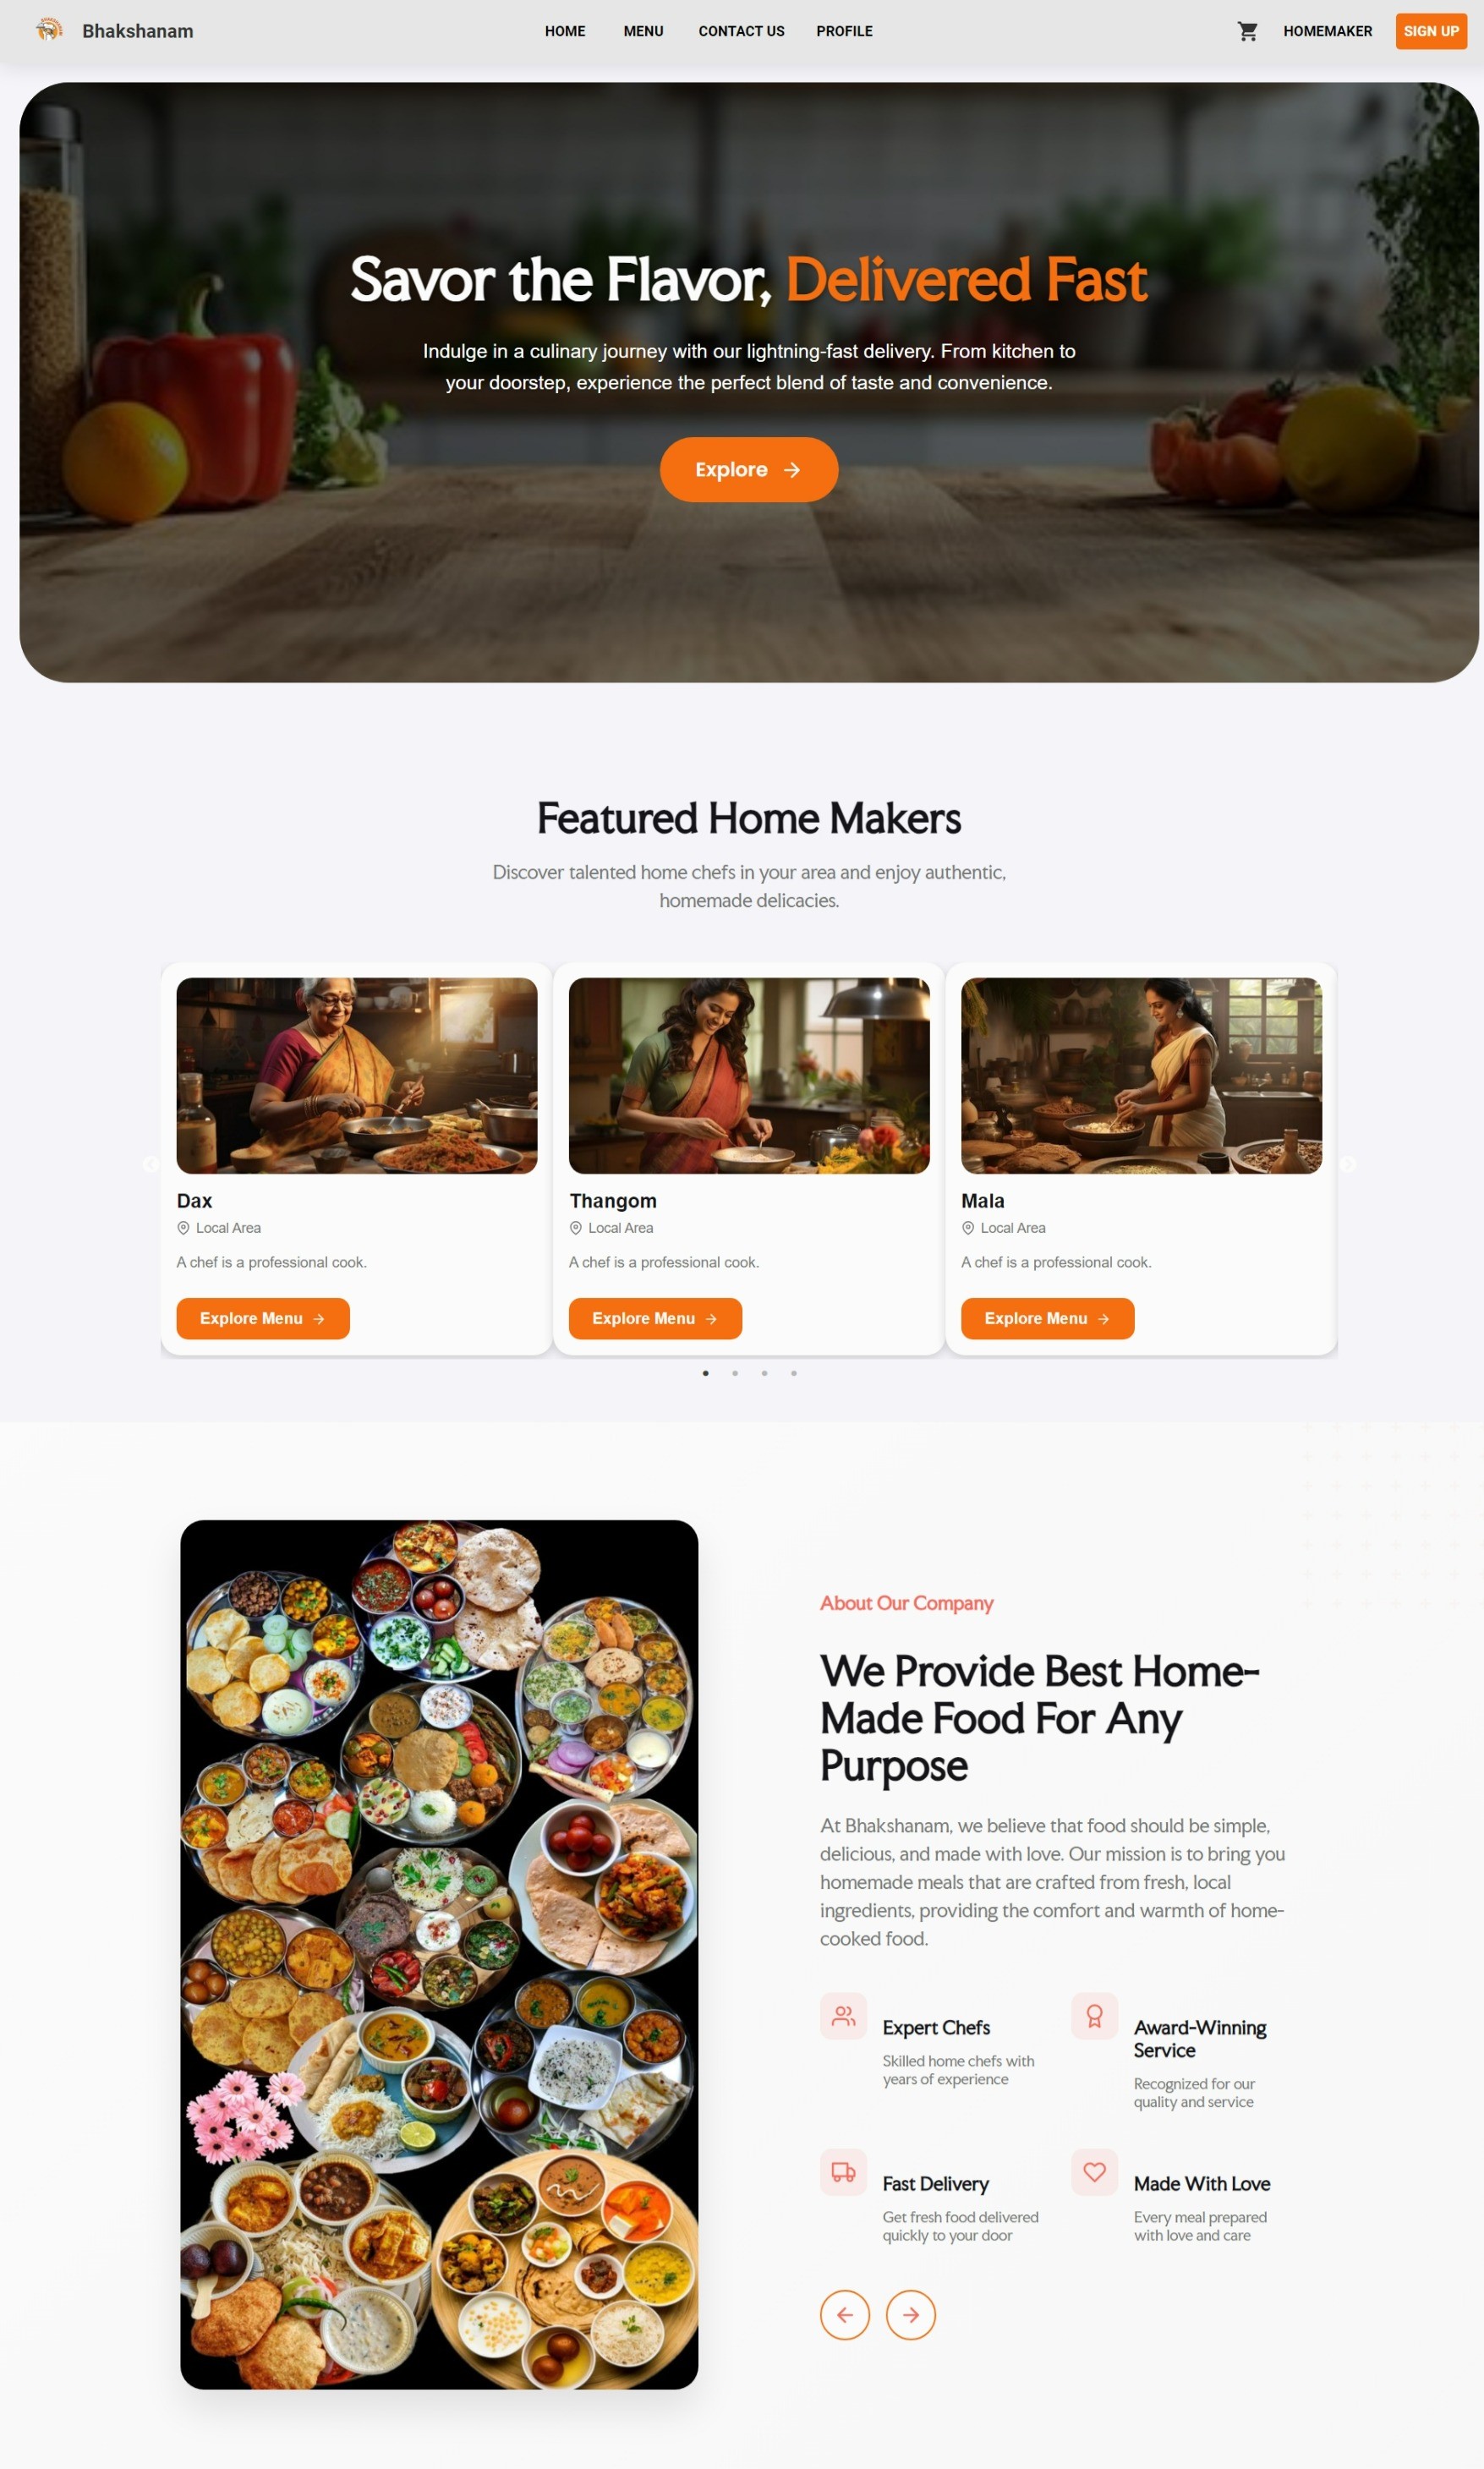 Bhakshanam
HOME MENU CONTACT US PROFILE
HOMEMAKER SIGN UP
Savor the Flavor, Delivered Fast
Indulge in a culinary journey with our lightning-fast delivery. From kitchen to
your doorstep, experience the perfect blend of taste and convenience.
Explore
Featured Home Makers
Discover talented home chefs in your area and enjoy authentic,
homemade delicacies.
Dax
Local Area
A chef is a professional cook.
Explore Menu
Thangom
Local Area
A chef is a professional cook.
Explore Menu
Mala
Local Area
A chef is a professional cook.
Explore Menu
About Our Company
We Provide Best Home-
Made Food For Any
Purpose
At Bhakshanam, we believe that food should be simple,
delicious, and made with love. Our mission is to bring you
homemade meals that are crafted from fresh, local
ingredients, providing the comfort and warmth of home-
cooked food.
Expert Chefs
Skilled home chefs with
years of experience
Award-Winning
Service
Recognized for our
quality and service
Fast Delivery
Get fresh food delivered
quickly to your door
Made With Love
Every meal prepared
with love and care